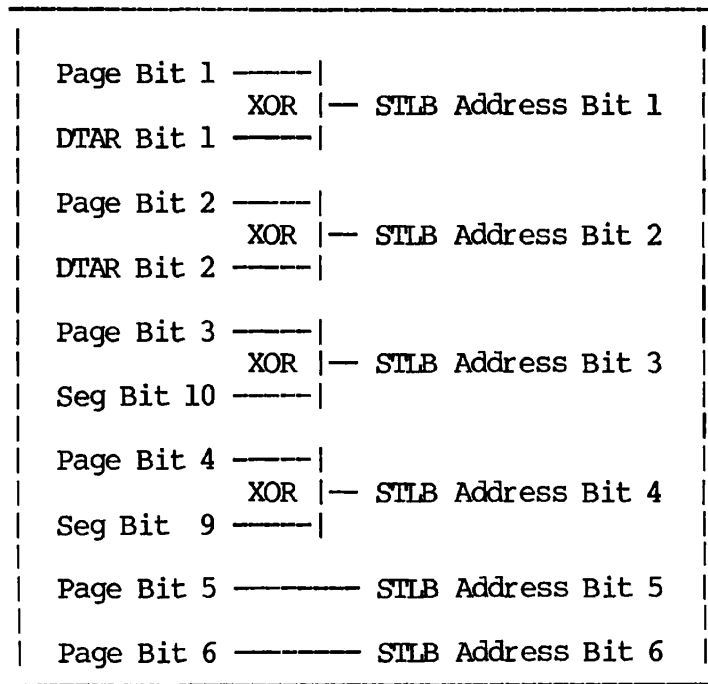 Page Bit 1
XOR STLB Address Bit 1
DTAR Bit 1
Page Bit 2
XOR STLB Address Bit 2
DTAR Bit 2
Page Bit 3
XOR STLB Address Bit 3
Seg Bit 10
Page Bit 4
XOR STLB Address Bit 4
Seg Bit 9
Page Bit 5 STLB Address Bit 5
Page Bit 6 STLB Address Bit 6